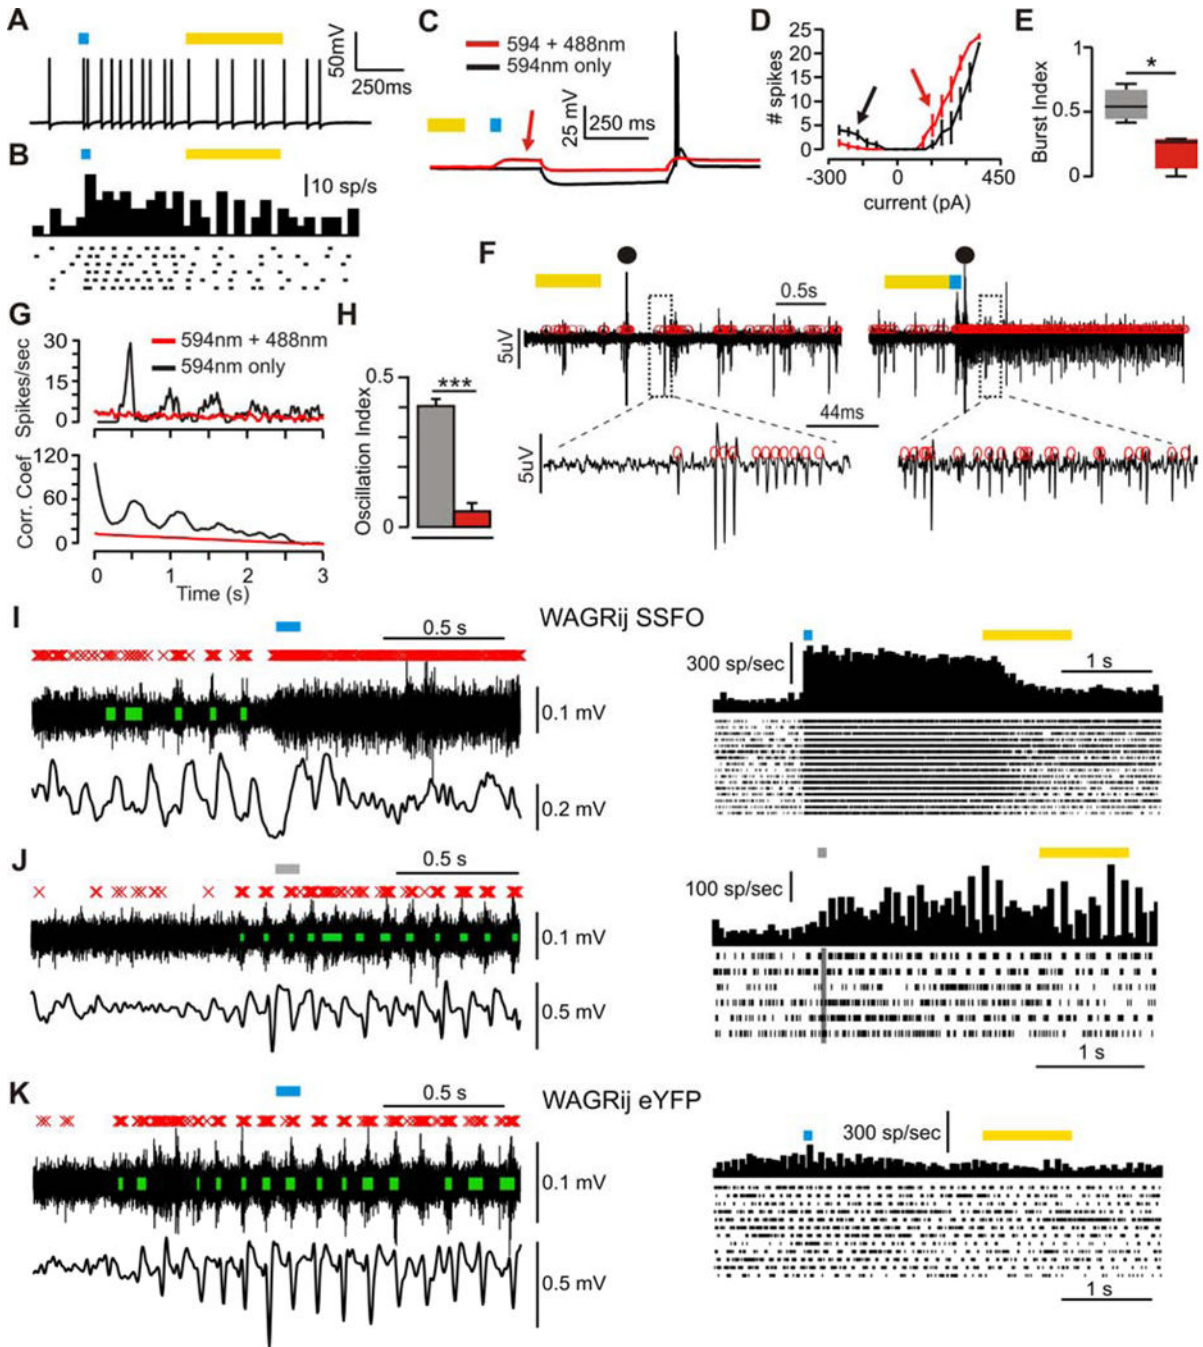 A
50mV
250ms
B
10 sp/s
C
594 + 488nm
594nm only
25 mV
250 ms
D
# spikes
25
20
15
10
5
0
-300
0
450
current (pA)
E
Burst Index
1
0.5
0
*
F
0.5s
5uV
44ms
5uV
G
Spikes/sec
30
15
0
594nm + 488nm
594nm only
Corr. Coef
120
60
0
0
1
2
3
Time (s)
H
Oscillation Index
0.5
0
***
I
WAGRij SSFO
0.5 s
0.1 mV
0.2 mV
300 sp/sec
1 s
J
0.5 s
0.1 mV
0.5 mV
100 sp/sec
1 s
K
WAGRij eYFP
0.5 s
0.1 mV
0.5 mV
300 sp/sec
1 s